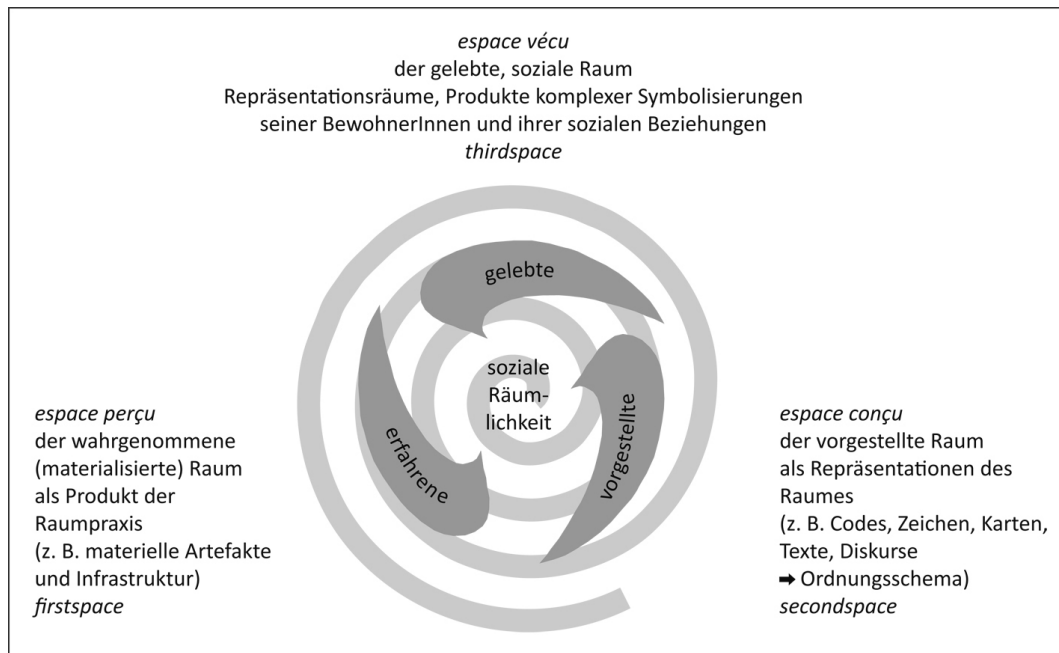 espace vécu
der gelebte, soziale Raum
Repräsentationsräume, Produkte komplexer Symbolisierungen
seiner BewohnerInnen und ihrer sozialen Beziehungen
thirdspace
gelebte
soziale
Räum-
lichkeit
erfahrene
vorgestellte
espace perçu
der wahrgenommene
(materialisierte) Raum
als Produkt der
Raumpraxis
(z. B. materielle Artefakte
und Infrastruktur)
firstspace
espace conçu
der vorgestellte Raum
als Repräsentationen des
Raumes
(z. B. Codes, Zeichen, Karten,
Texte, Diskurse
➡ Ordnungsschema)
secondspace